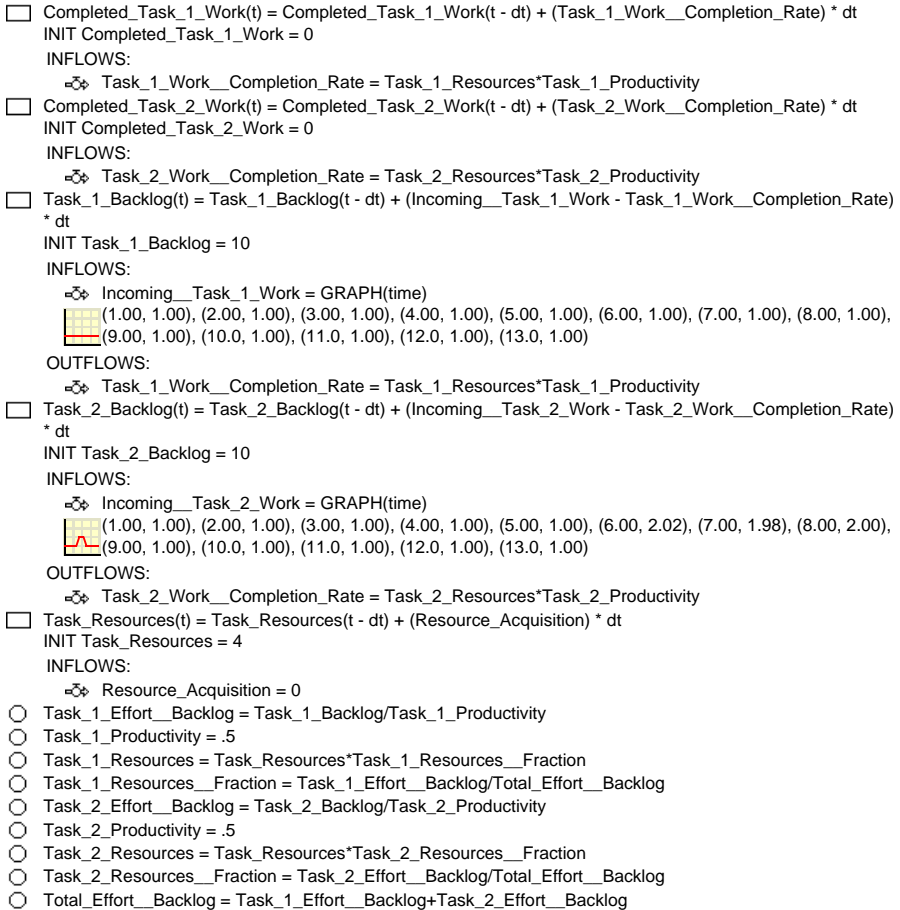 Completed_Task_1_Work(t) = Completed_Task_1_Work(t - dt) + (Task_1_Work__Completion_Rate) * dt
INIT Completed_Task_1_Work = 0
INFLOWS:
Task_1_Work__Completion_Rate = Task_1_Resources*Task_1_Productivity
Completed_Task_2_Work(t) = Completed_Task_2_Work(t - dt) + (Task_2_Work__Completion_Rate) * dt
INIT Completed_Task_2_Work = 0
INFLOWS:
Task_2_Work__Completion_Rate = Task_2_Resources*Task_2_Productivity
Task_1_Backlog(t) = Task_1_Backlog(t - dt) + (Incoming__Task_1_Work - Task_1_Work__Completion_Rate)
* dt
INIT Task_1_Backlog = 10
INFLOWS:
Incoming__Task_1_Work = GRAPH(time)
(1.00, 1.00), (2.00, 1.00), (3.00, 1.00), (4.00, 1.00), (5.00, 1.00), (6.00, 1.00), (7.00, 1.00), (8.00, 1.00),
(9.00, 1.00), (10.0, 1.00), (11.0, 1.00), (12.0, 1.00), (13.0, 1.00)
OUTFLOWS:
Task_1_Work__Completion_Rate = Task_1_Resources*Task_1_Productivity
Task_2_Backlog(t) = Task_2_Backlog(t - dt) + (Incoming__Task_2_Work - Task_2_Work__Completion_Rate)
* dt
INIT Task_2_Backlog = 10
INFLOWS:
Incoming__Task_2_Work = GRAPH(time)
(1.00, 1.00), (2.00, 1.00), (3.00, 1.00), (4.00, 1.00), (5.00, 1.00), (6.00, 2.02), (7.00, 1.98), (8.00, 2.00),
(9.00, 1.00), (10.0, 1.00), (11.0, 1.00), (12.0, 1.00), (13.0, 1.00)
OUTFLOWS:
Task_2_Work__Completion_Rate = Task_2_Resources*Task_2_Productivity
Task_Resources(t) = Task_Resources(t - dt) + (Resource_Acquisition) * dt
INIT Task_Resources = 4
INFLOWS:
Resource_Acquisition = 0
Task_1_Effort__Backlog = Task_1_Backlog/Task_1_Productivity
Task_1_Productivity = .5
Task_1_Resources = Task_Resources*Task_1_Resources__Fraction
Task_1_Resources__Fraction = Task_1_Effort__Backlog/Total_Effort__Backlog
Task_2_Effort__Backlog = Task_2_Backlog/Task_2_Productivity
Task_2_Productivity = .5
Task_2_Resources = Task_Resources*Task_2_Resources__Fraction
Task_2_Resources__Fraction = Task_2_Effort__Backlog/Total_Effort__Backlog
Total_Effort__Backlog = Task_1_Effort__Backlog+Task_2_Effort__Backlog